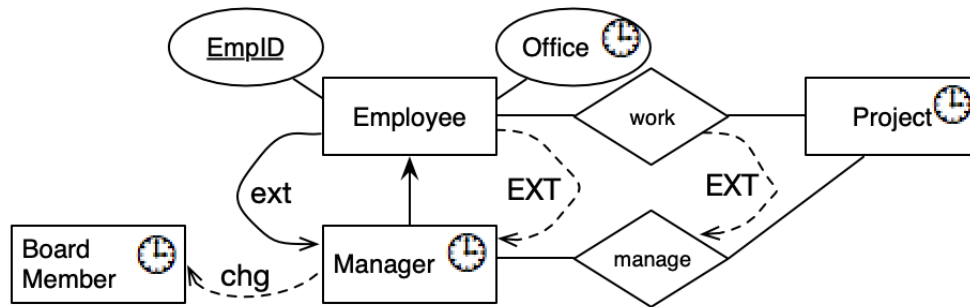 EmpID
Office
Employee
work
Project
ext
EXT
EXT
Board
Member
chg
Manager
manage